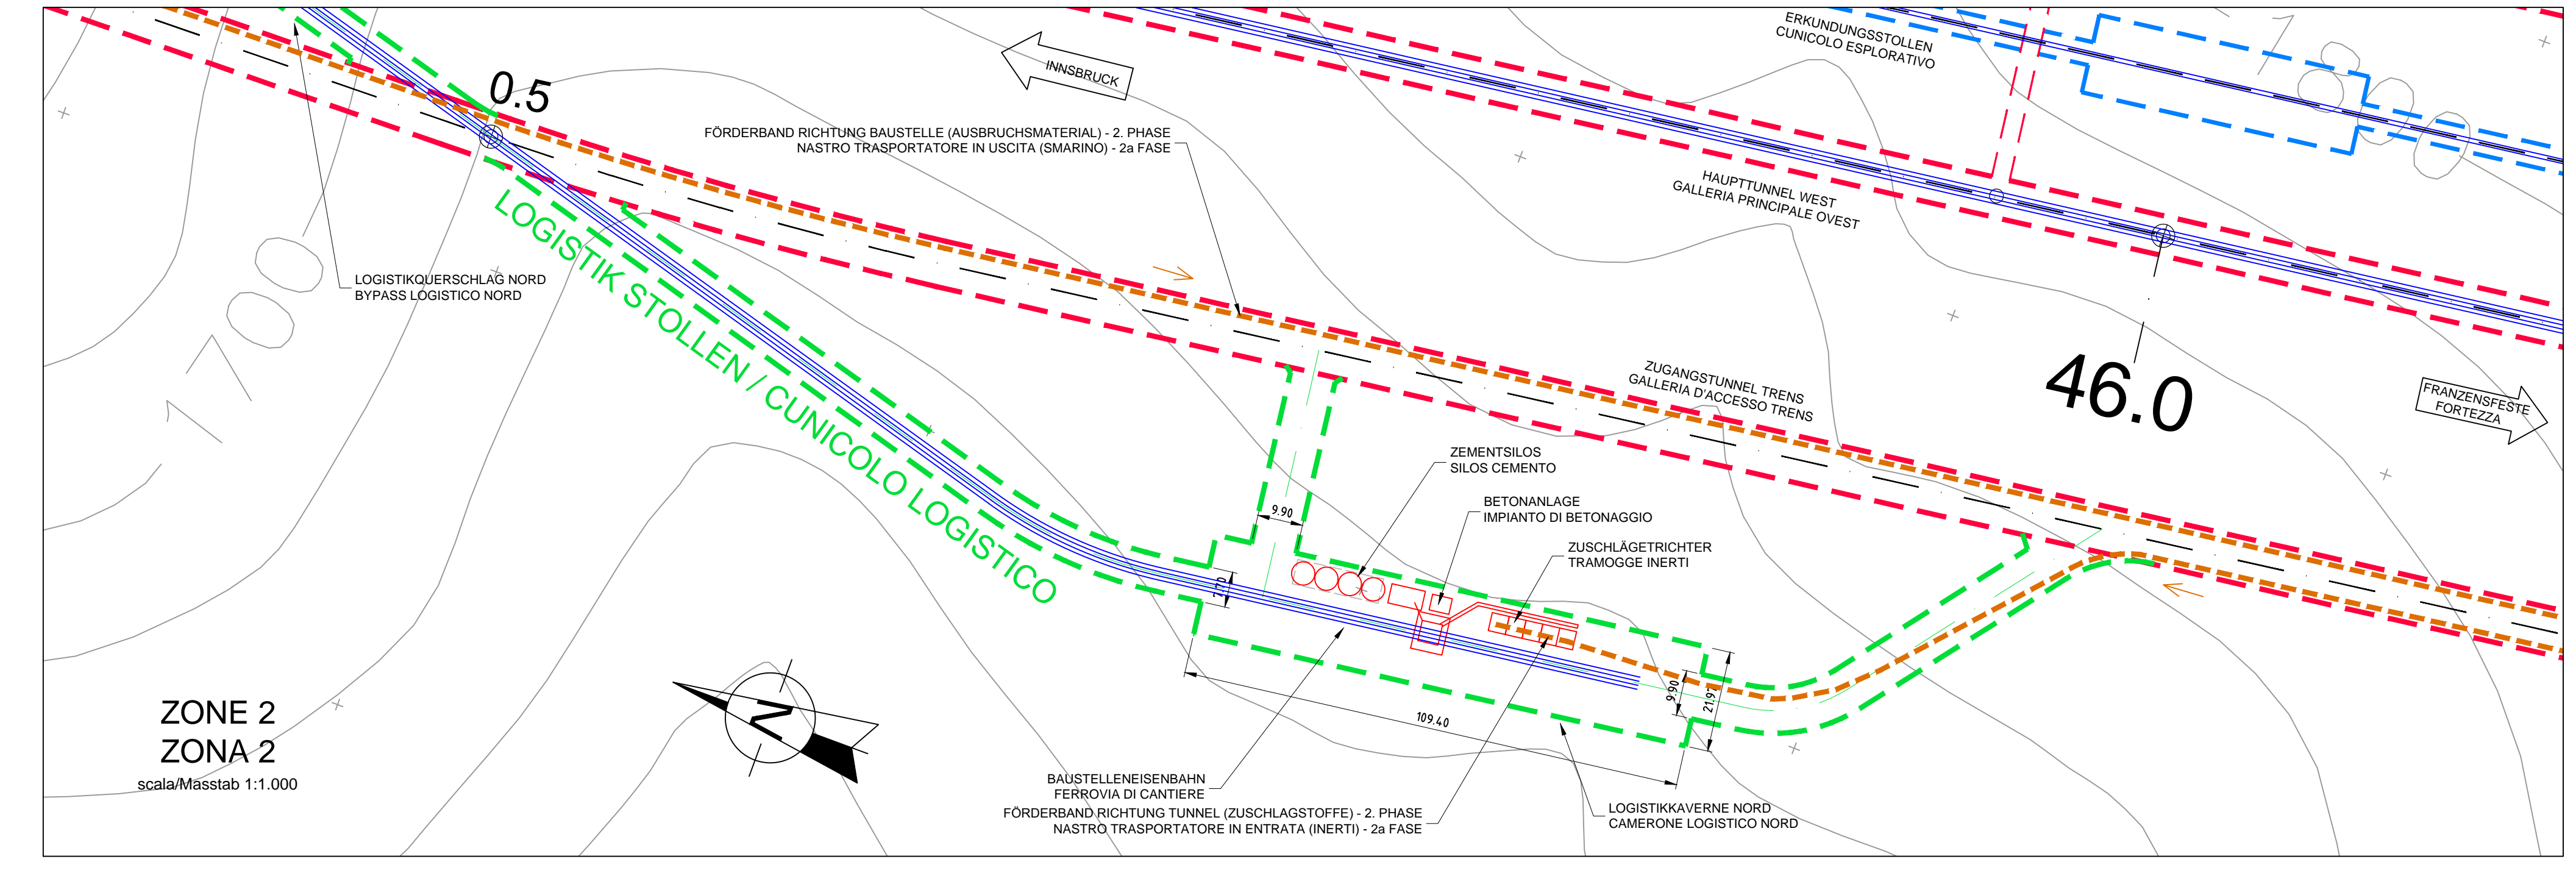 ERKUNDUNGSSTOLLEN
CUNICOLO ESPLORATIVO
INNSBRUCK
0.5
FÖRDERBAND RICHTUNG BAUSTELLE (AUSBRUCHSMATERIAL) - 2. PHASE
NASTRO TRASPORTATORE IN USCITA (SMARINO) - 2a FASE
HAUPTTUNNEL WEST
GALLERIA PRINCIPALE OVEST
LOGISTIKQUERSCHLAG NORD
BYPASS LOGISTICO NORD
1700
LOGISTIK STOLLEN / CUNICOLO LOGISTICO
ZUGANGSTUNNEL TRENS
GALLERIA D'ACCESSO TRENS
46.0
FRANZENSFESTE
FORTEZZA
ZEMENTSILOS
SILOS CEMENTO
BETONANLAGE
IMPIANTO DI BETONAGGIO
9.90
ZUSCHLÄGETRICHTER
TRAMOGGE INERTI
9.90
21.97
109.40
N
ZONE 2
ZONA 2
scala/Masstab 1:1.000
BAUSTELLENEISENBAHN
FERROVIA DI CANTIERE
FÖRDERBAND RICHTUNG TUNNEL (ZUSCHLAGSTOFFE) - 2. PHASE
NASTRO TRASPORTATORE IN ENTRATA (INERTI) - 2a FASE
LOGISTIKKAVERNE NORD
CAMERONE LOGISTICO NORD